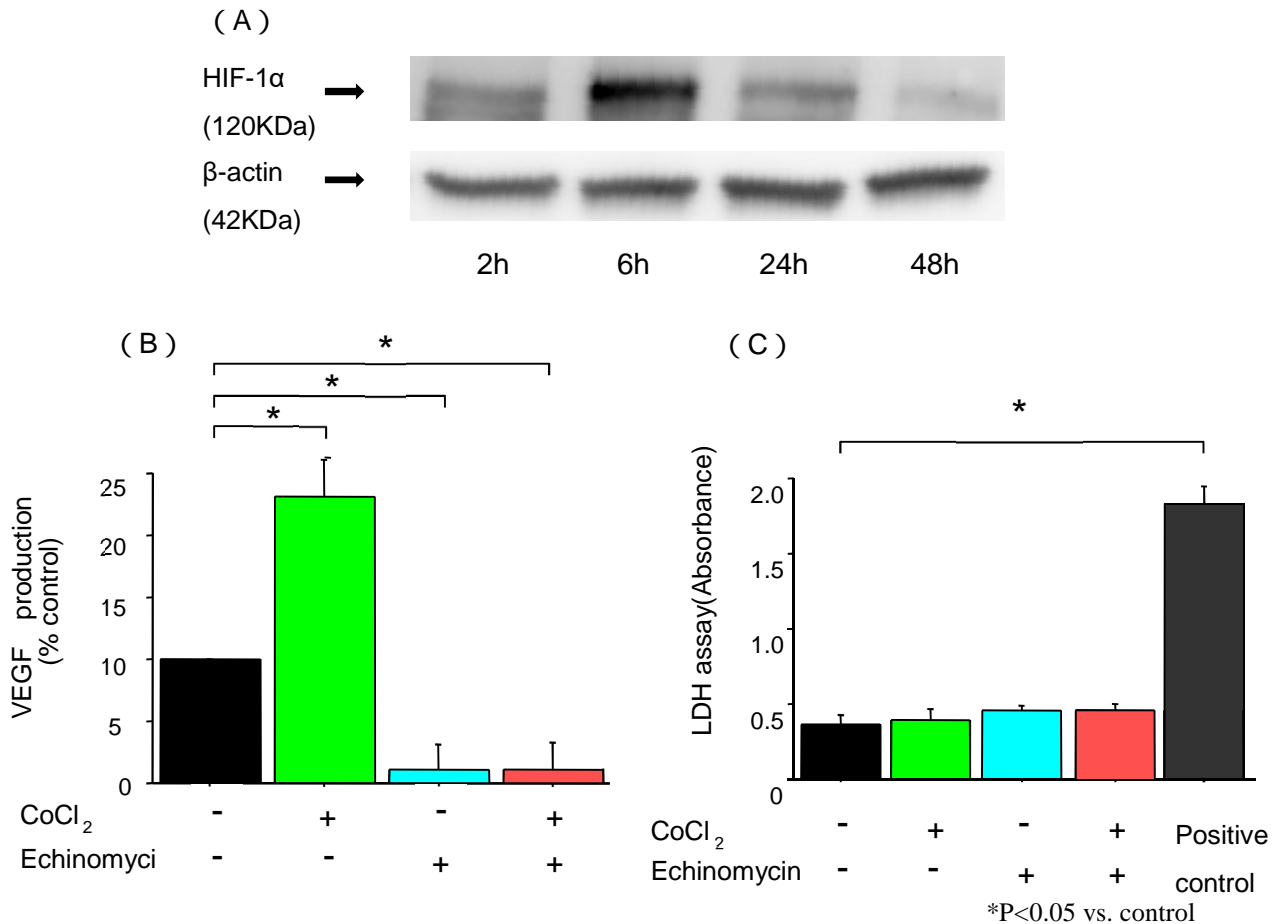 (A)
HIF-1α
(120KDa)
β-actin
(42KDa)
2h 6h 24h 48h
(B)
* * *
VEGF production
(% control)
25
20
15
10
5
0
CoCl2 - + - +
Echinomyci - - + +
(C)
*
LDH assay(Absorbance)
2.0
1.5
1.0
0.5
0
CoCl2 - + - + Positive
Echinomycin - - + + control
*P<0.05 vs. control